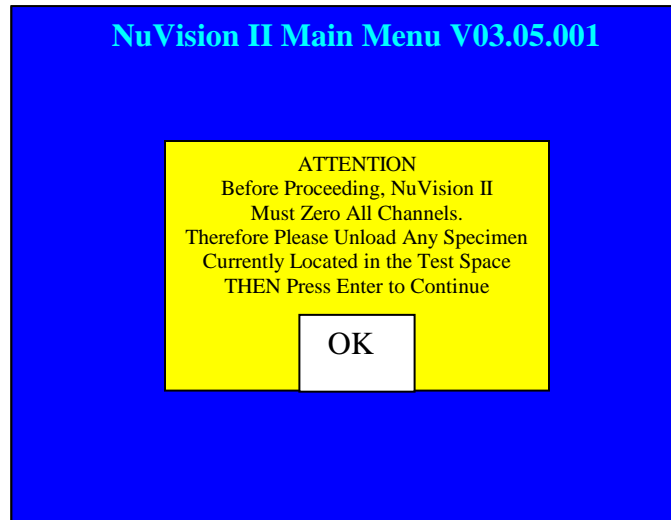 NuVision II Main Menu V03.05.001
ATTENTION
Before Proceeding, NuVision II
Must Zero All Channels.
Therefore Please Unload Any Specimen
Currently Located in the Test Space
THEN Press Enter to Continue
OK